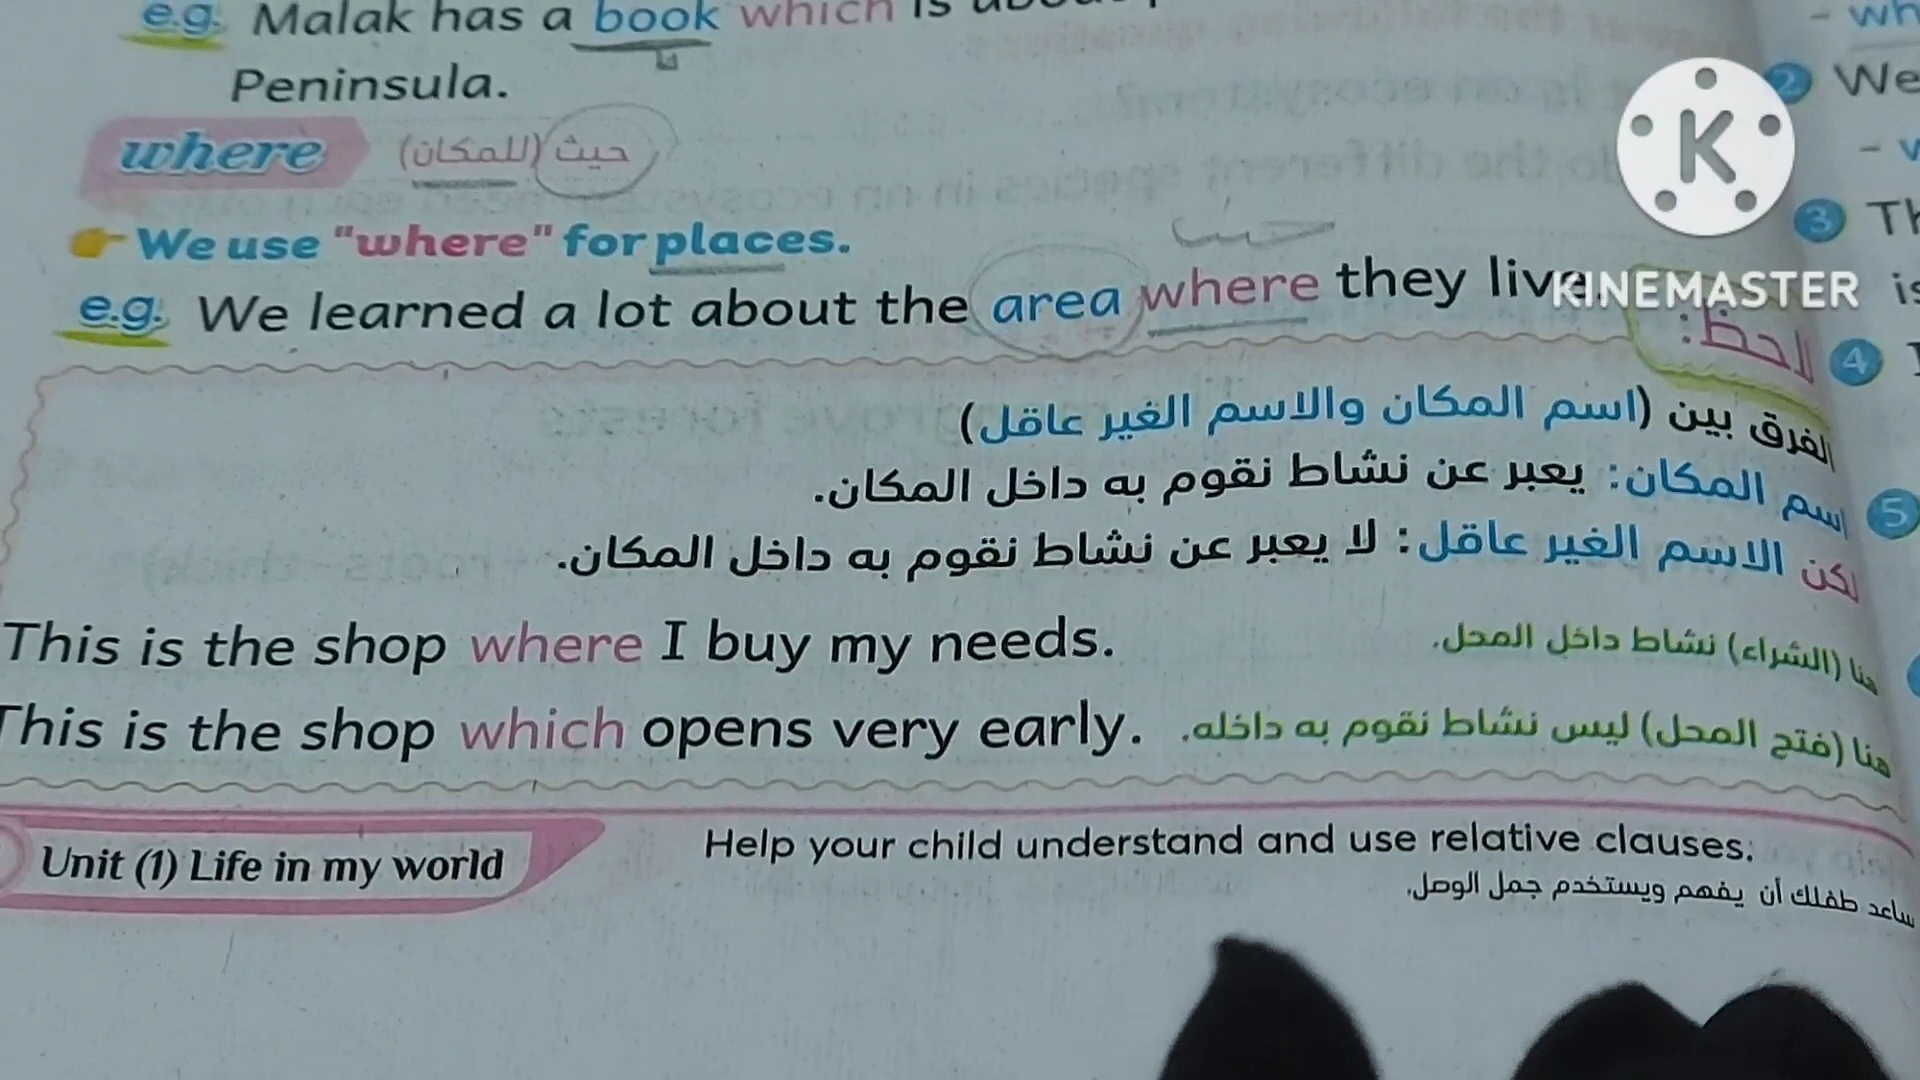 e.g. Malak has a book which is
Peninsula.
where حيث (للمكان)
We use "where" for places.
حيث
e.g. We learned a lot about the area where they live.
لاحظ:
الفرق بين (اسم المكان والاسم الغير عاقل)
اسم المكان: يعبر عن نشاط نقوم به داخل المكان.
لكن الاسم الغير عاقل: لا يعبر عن نشاط نقوم به داخل المكان.
This is the shop where I buy my needs. هنا (الشراء) نشاط داخل المحل.
This is the shop which opens very early. هنا (فتح المحل) ليس نشاط نقوم به داخله.
Unit (1) Life in my world
Help your child understand and use relative clauses.
ساعد طفلك أن يفهم ويستخدم جمل الوصل.
2 We
3
4
5
K
KINEMASTER